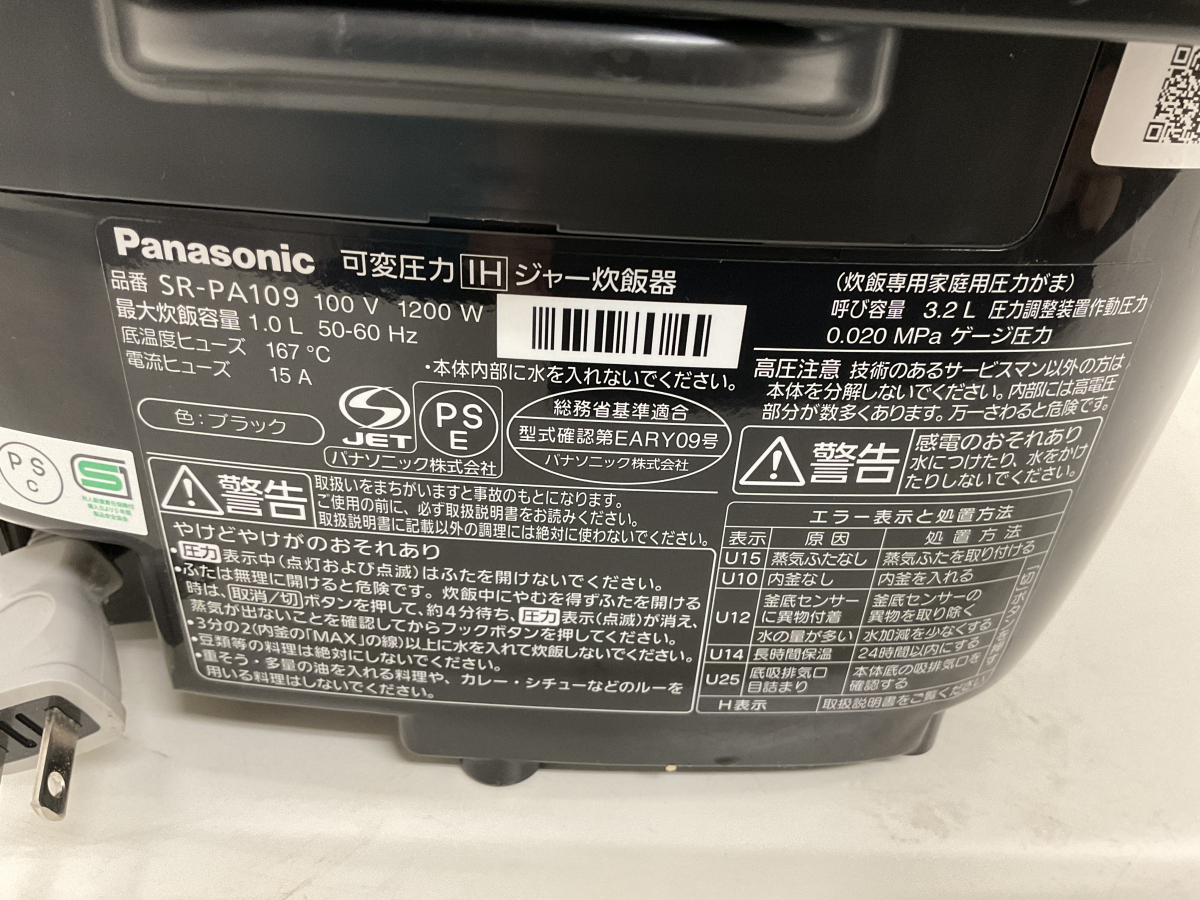 Panasonic 可変圧力 IH ジャー炊飯器
品番 SR-PA109 100 V 1200 W
最大炊飯容量 1.0 L 50-60 Hz
低温度ヒューズ 167 ℃
電流ヒューズ 15 A
・本体内部に水を入れないでください。
色:ブラック
JET
PS
E
パナソニック株式会社
総務省基準適合
型式確認第EARY09号
パナソニック株式会社
(炊飯専用家庭用圧力がま)
呼び容量 3.2 L 圧力調整装置作動圧力
0.020 MPa ゲージ圧力
高圧注意 技術のあるサービスマン以外の方は
本体を分解しないでください。内部には高電圧
部分が数多くあります。万一さわると危険です。
警告
感電のおそれあり
水につけたり、水をかけ
たりしないでください。
PS
C
警告
取扱いをまちがいますと事故のもとになります。
ご使用の前に、必ず取扱説明書をお読みください。
取扱説明書に記載以外の調理には絶対に使わないでください。
やけどやけがのおそれあり
・圧力 表示中(点灯および点滅)はふたを開けないでください。
・ふたは無理に開けると危険です。炊飯中にやむを得ずふたを開ける
時は、取消/切 ボタンを押して、約4分待ち、圧力 表示(点滅)が消え、
蒸気が出ないことを確認してからフックボタンを押してください。
・3分の2(内釜の「MAX」の線)以上に水を入れて炊飯しないでください。
・豆類等の料理は絶対にしないでください。
・重そう・多量の油を入れる料理や、カレー・シチューなどのルーを
用いる料理はしないでください。
エラー表示と処置方法
表示 原因 処置方法
U15 蒸気ふたなし 蒸気ふたを取り付ける
U10 内釜なし 内釜を入れる
U12 釜底センサーに異物付着 釜底センサーの異物を取り除く
水の量が多い 水加減を少なくする
U14 長時間保温 24時間以内にする
U25 底吸排気口目詰まり 本体底の吸排気口を確認する
H表示 取扱説明書をご覧ください